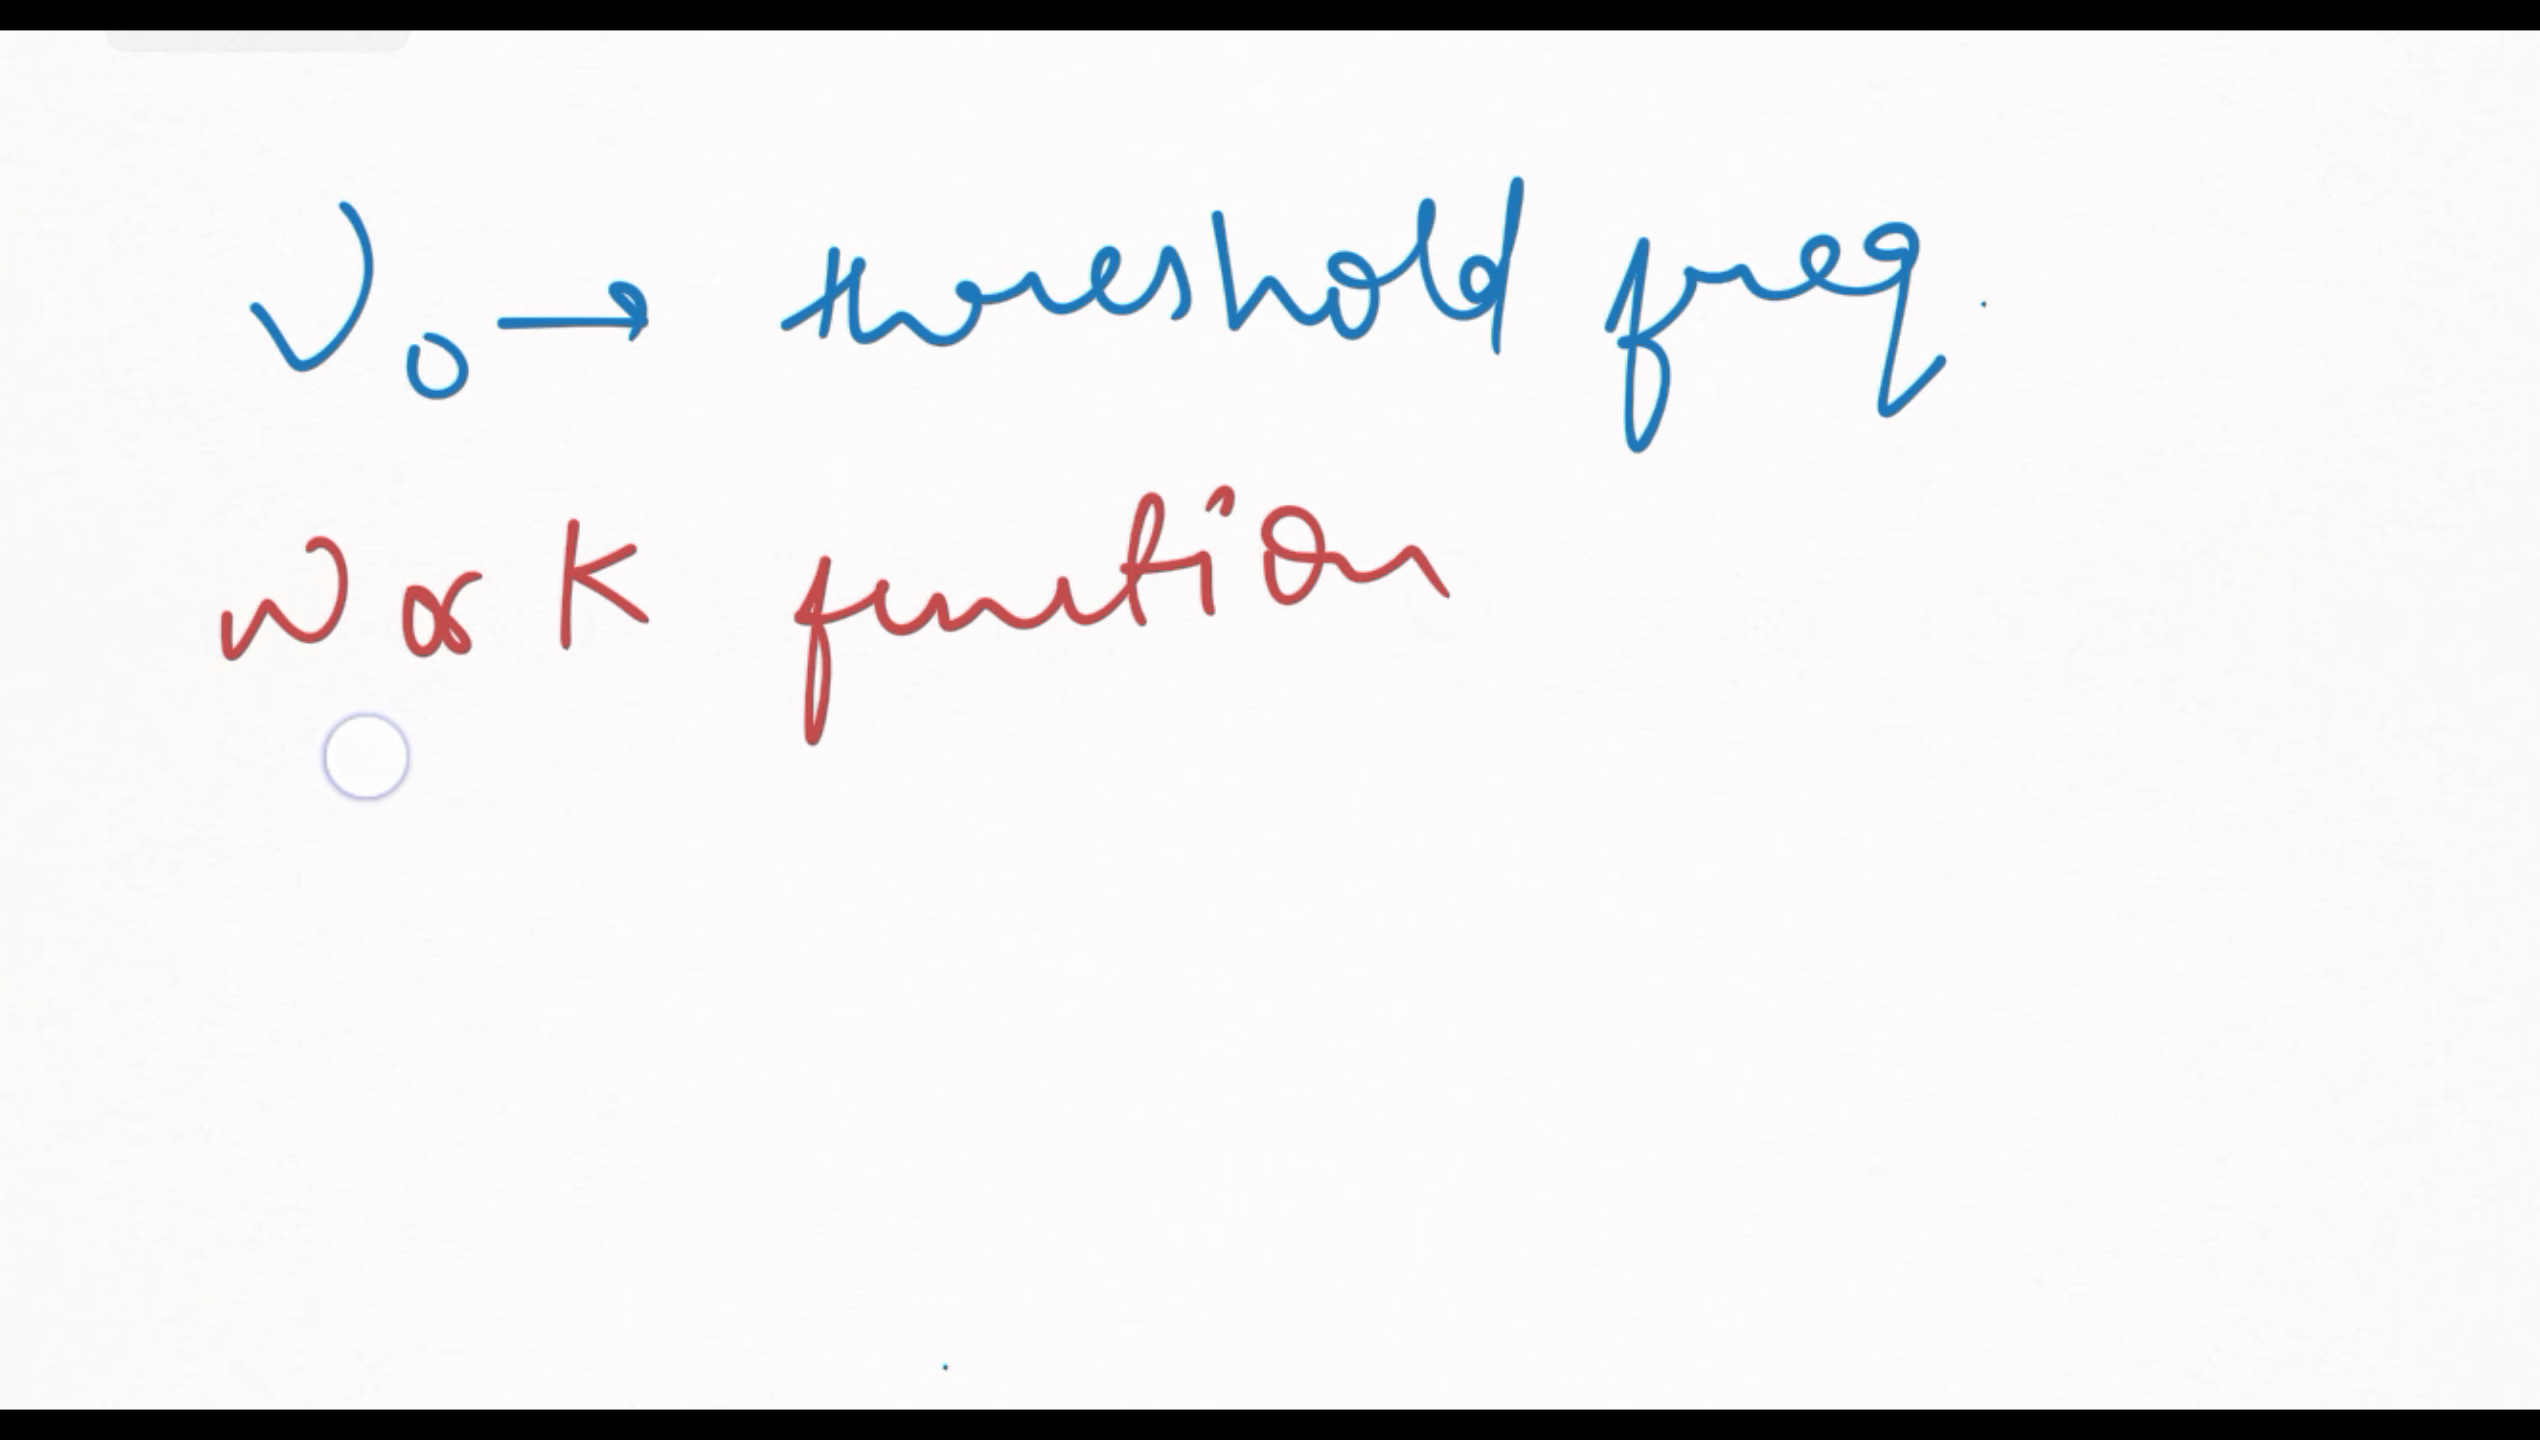 ν₀ → threshold freq.
work function